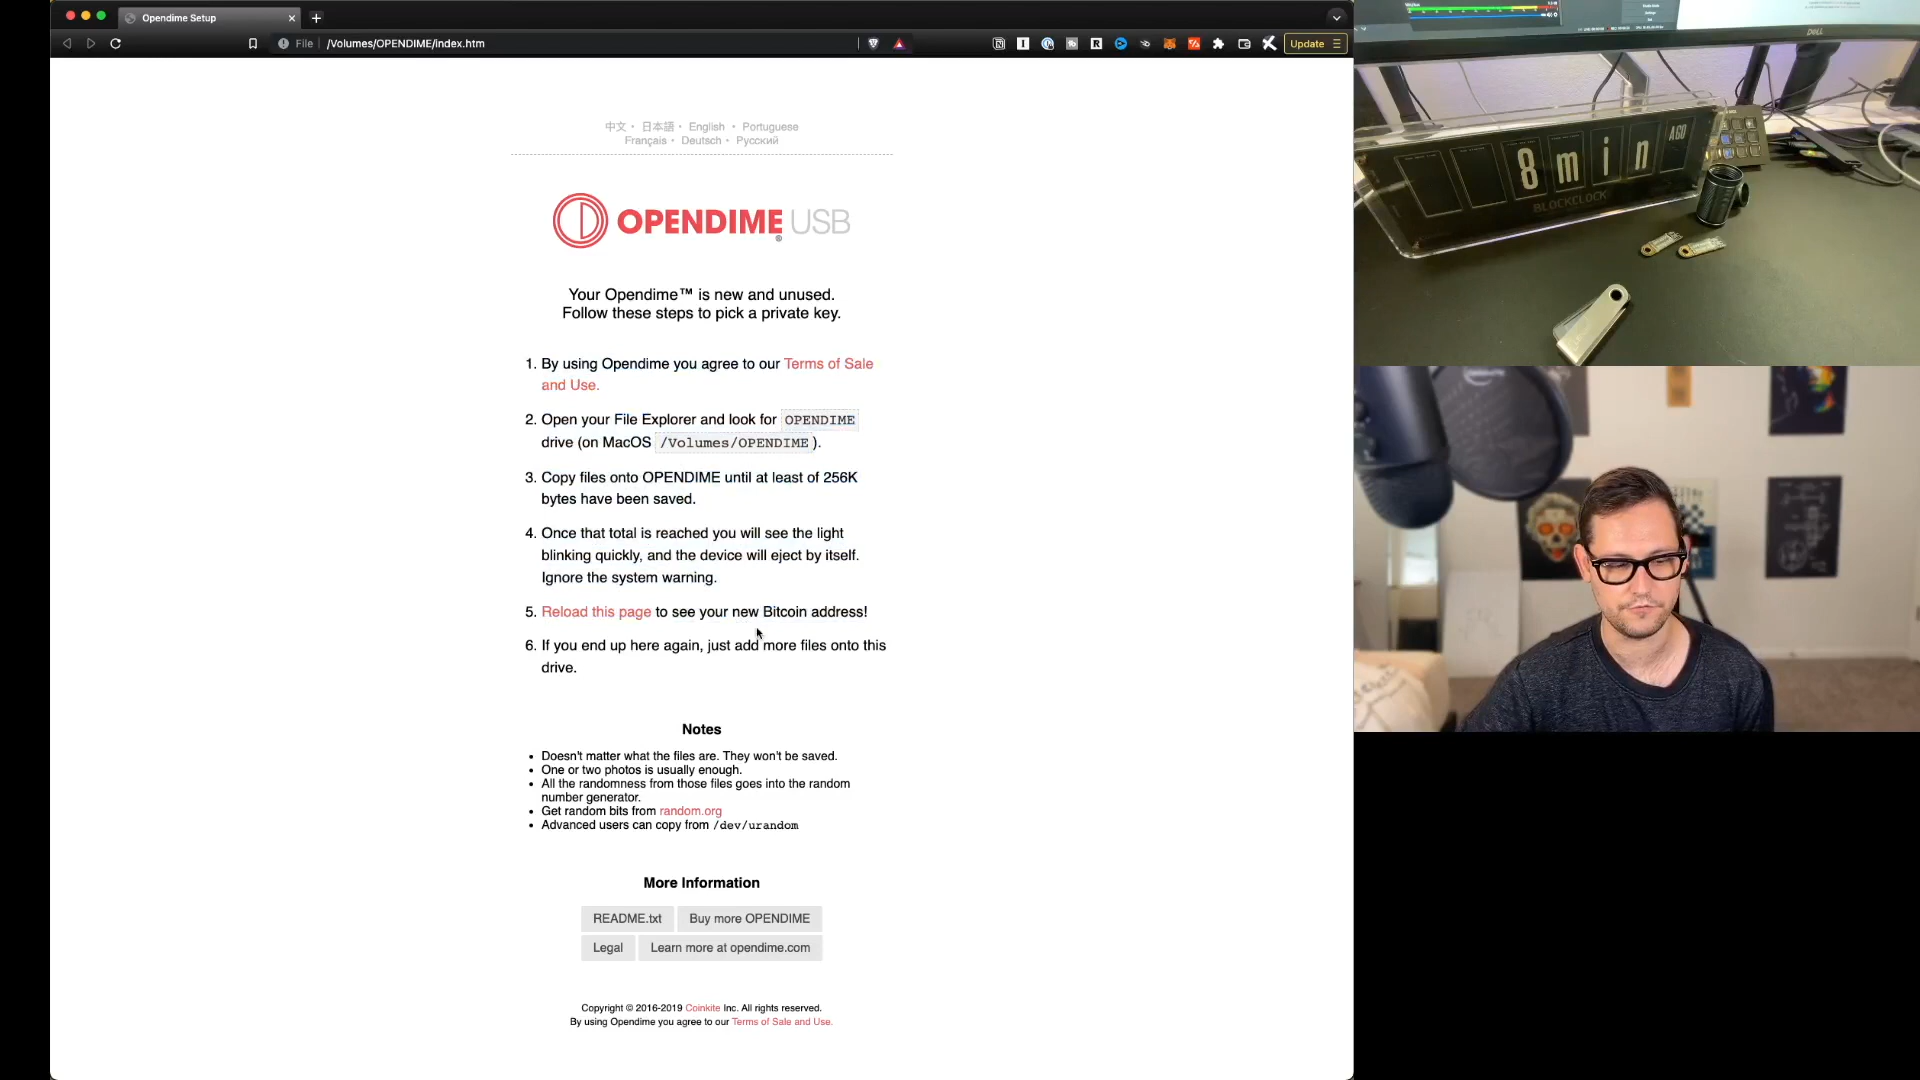 Opendime Setup
File
/Volumes/OPENDIME/index.htm
Update
中文 • 日本語 • English • Portuguese
Français • Deutsch • Русский
OPENDIME USB
Your Opendime™ is new and unused.
Follow these steps to pick a private key.
1. By using Opendime you agree to our Terms of Sale
and Use.
2. Open your File Explorer and look for OPENDIME
drive (on MacOS /Volumes/OPENDIME ).
3. Copy files onto OPENDIME until at least of 256K
bytes have been saved.
4. Once that total is reached you will see the light
blinking quickly, and the device will eject by itself.
Ignore the system warning.
5. Reload this page to see your new Bitcoin address!
6. If you end up here again, just add more files onto this
drive.
Notes
• Doesn't matter what the files are. They won't be saved.
• One or two photos is usually enough.
• All the randomness from those files goes into the random
number generator.
• Get random bits from random.org
• Advanced users can copy from /dev/urandom
More Information
README.txt
Buy more OPENDIME
Legal
Learn more at opendime.com
Copyright © 2016-2019 Coinkite Inc. All rights reserved.
By using Opendime you agree to our Terms of Sale and Use.
DELL
8min AGO
BLOCKCLOCK